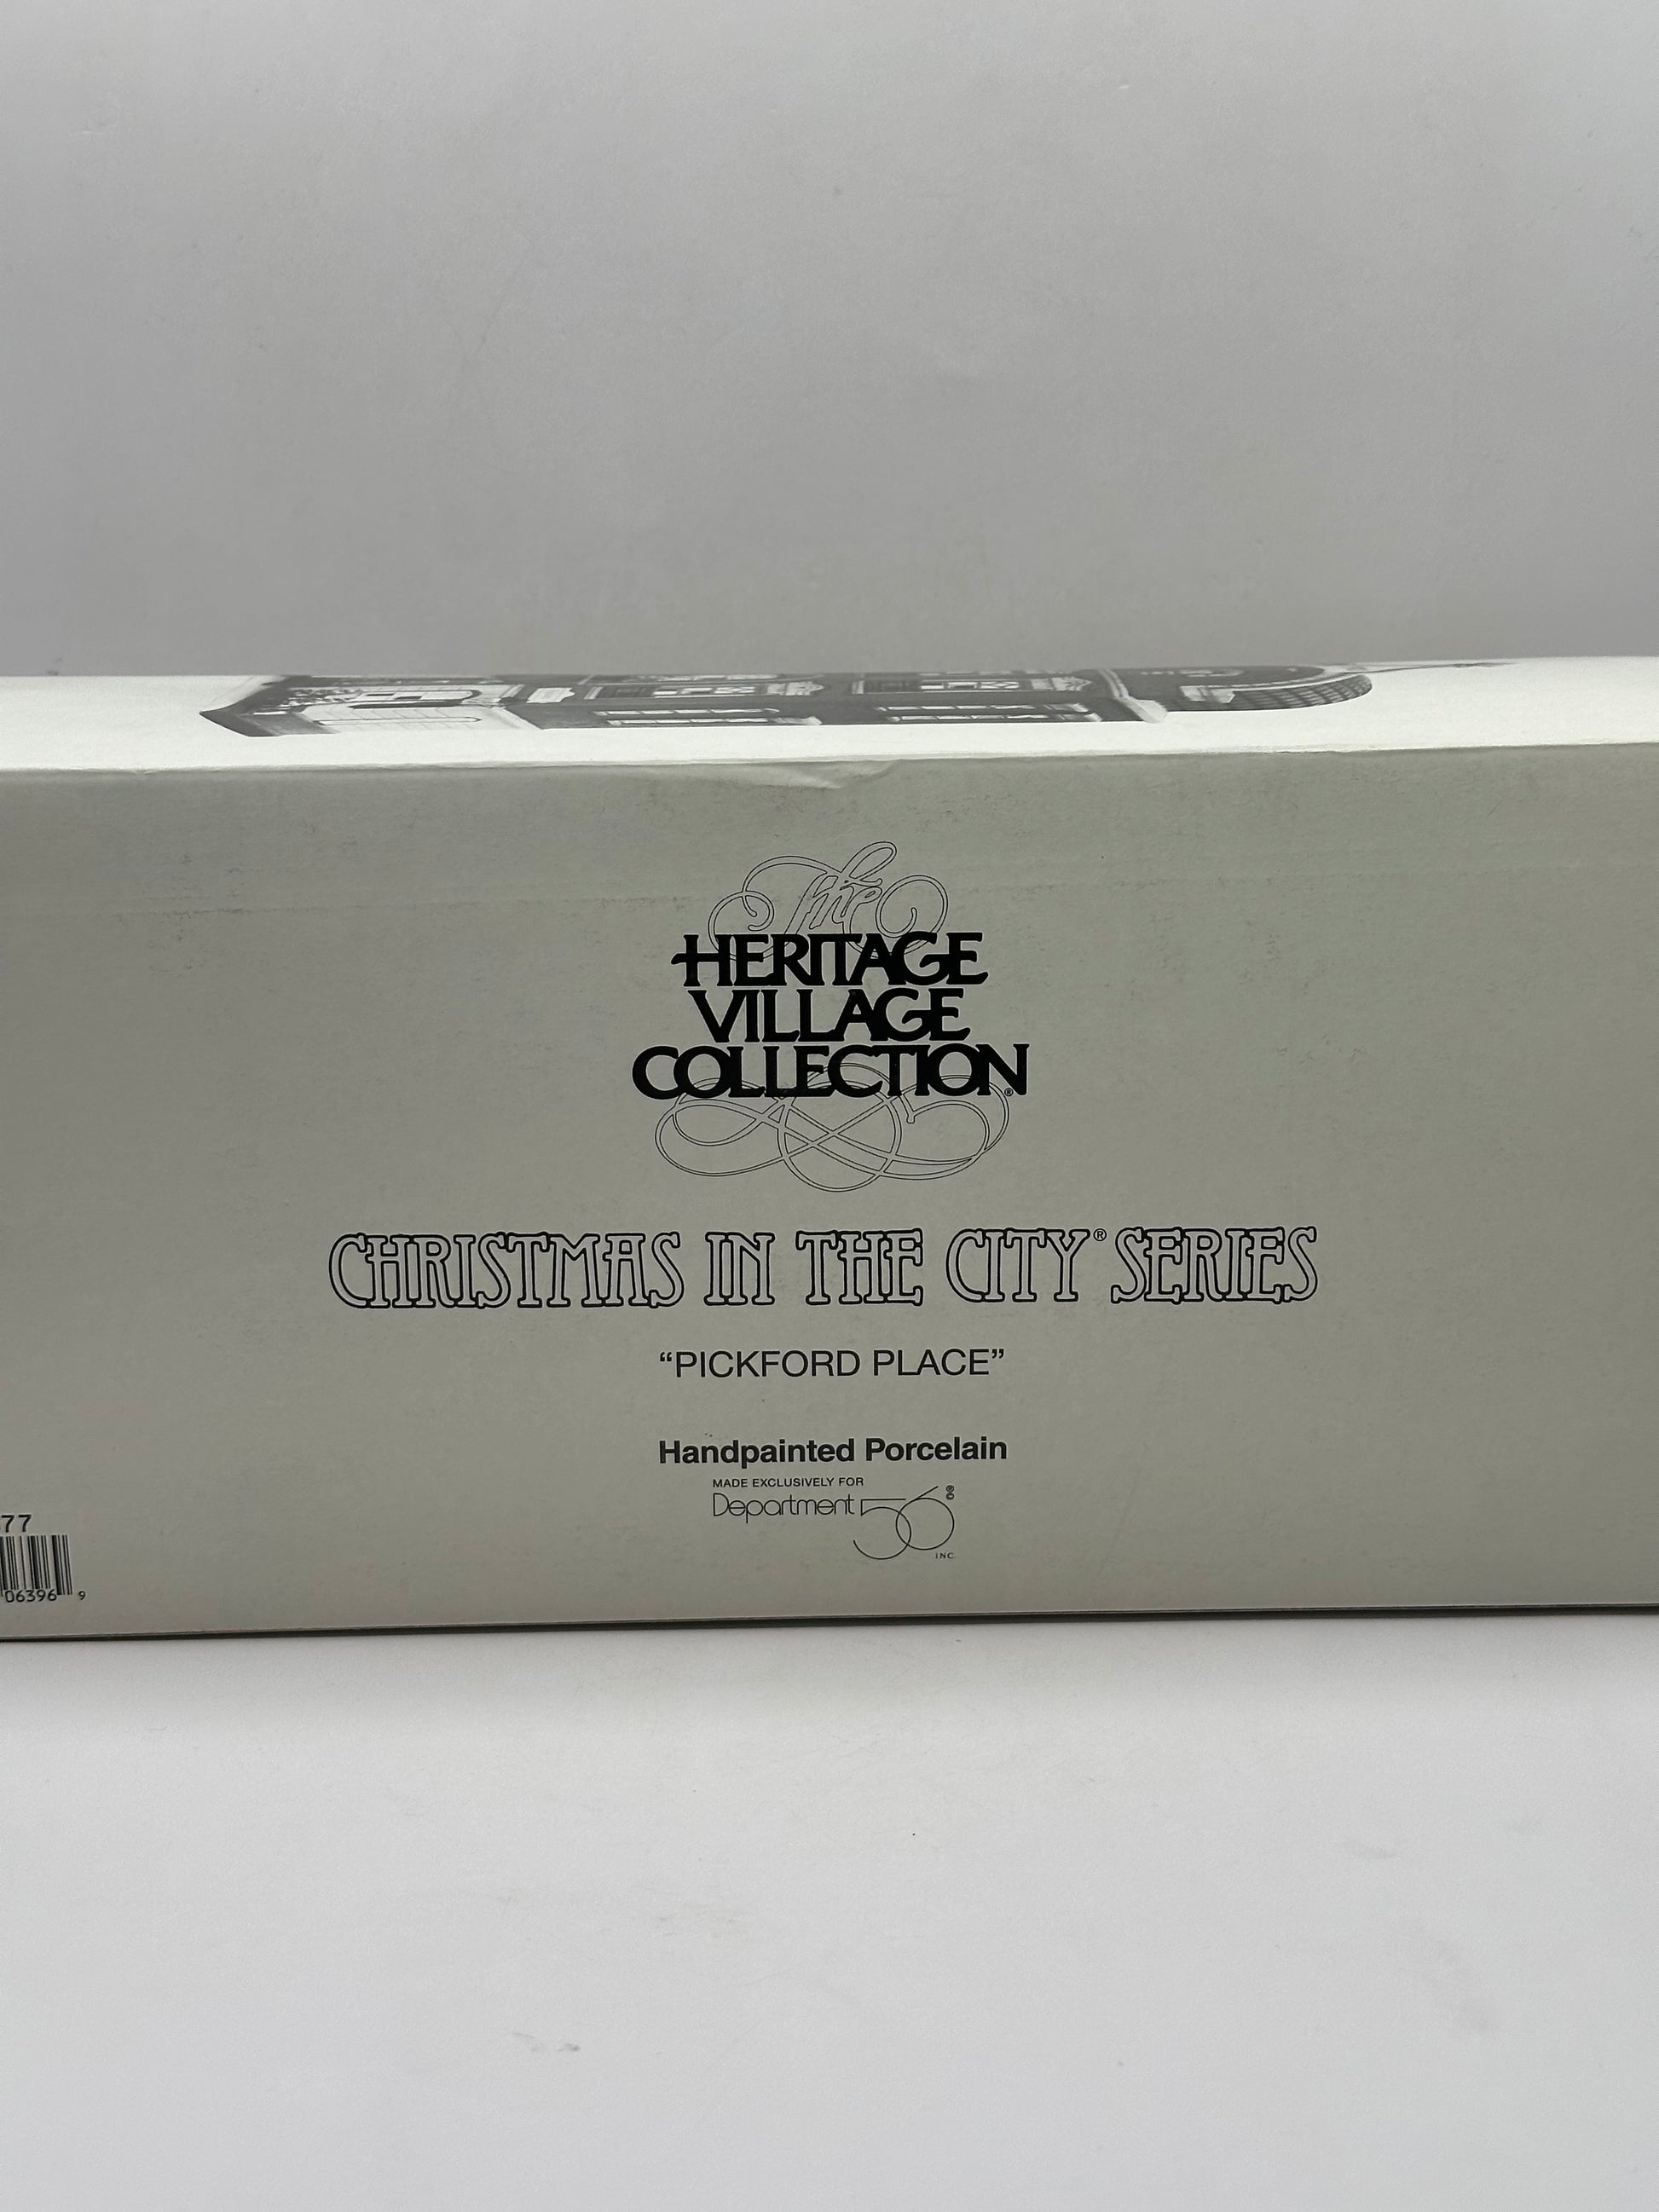 The
HERITAGE
VILLAGE
COLLECTION®
CHRISTMAS IN THE CITY® SERIES
“PICKFORD PLACE”
Handpainted Porcelain
MADE EXCLUSIVELY FOR
Department 56®
INC.
77
06396 9